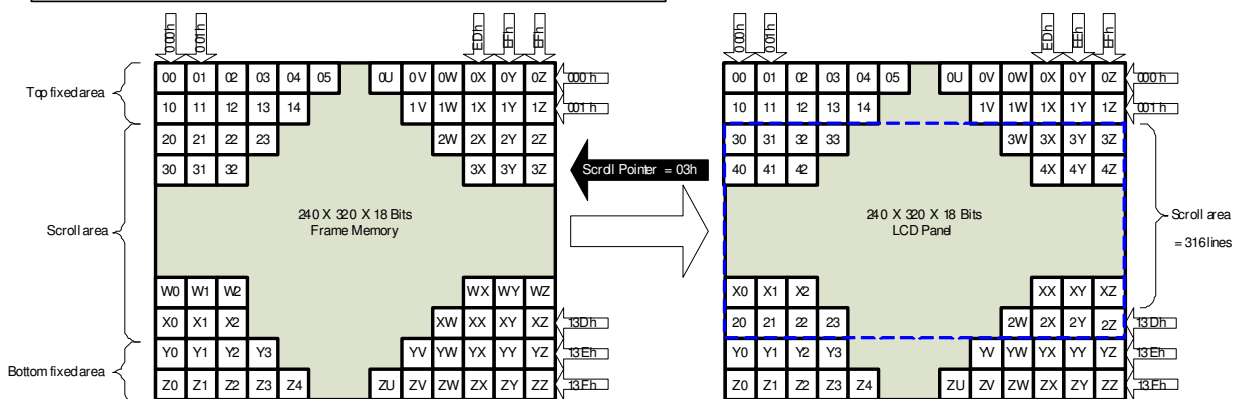 000h 001h EDh EEh EFh 000h 001h EDh EEh EFh
00 01 02 03 04 05 0U 0V 0W 0X 0Y 0Z 000h 00 01 02 03 04 05 0U 0V 0W 0X 0Y 0Z 000h
Top fixed area
10 11 12 13 14 1V 1W 1X 1Y 1Z 001h 10 11 12 13 14 1V 1W 1X 1Y 1Z 001h
20 21 22 23 2W 2X 2Y 2Z 30 31 32 33 3W 3X 3Y 3Z
30 31 32 3X 3Y 3Z Scroll Pointer = 03h 40 41 42 4X 4Y 4Z
Scroll area
240 X 320 X 18 Bits
Frame Memory
240 X 320 X 18 Bits
LCD Panel
Scroll area
= 316 lines
W0 W1 W2 WX WY WZ X0 X1 X2 XX XY XZ
X0 X1 X2 XW XX XY XZ 13Dh 20 21 22 23 2W 2X 2Y 2Z 13Dh
Y0 Y1 Y2 Y3 YV YW YX YY YZ 13Eh Y0 Y1 Y2 Y3 YV YW YX YY YZ 13Eh
Bottom fixed area
Z0 Z1 Z2 Z3 Z4 ZU ZV ZW ZX ZY ZZ 13Fh Z0 Z1 Z2 Z3 Z4 ZU ZV ZW ZX ZY ZZ 13Fh